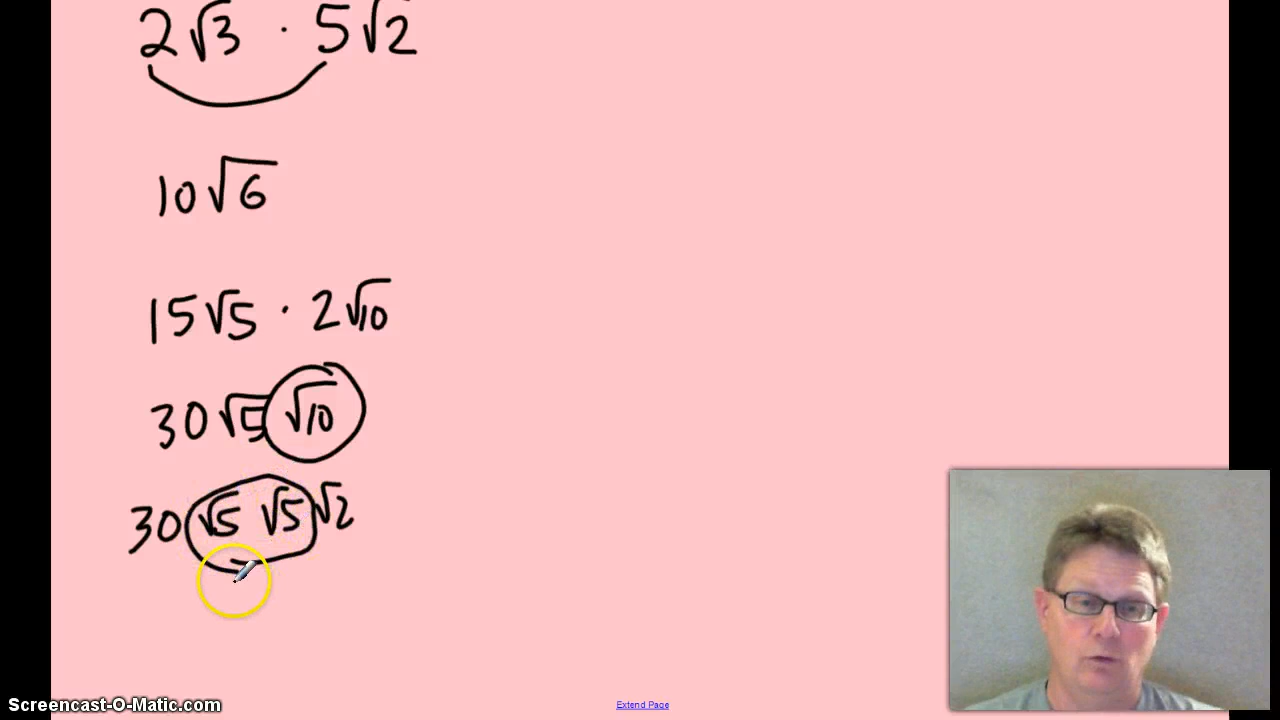 2√3 · 5√2
10√6
15√5 · 2√10
30√5 √10
30 √5 √5 √2
Extend Page
Screencast-O-Matic.com